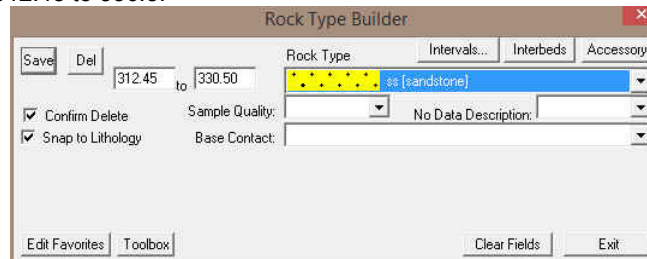 Rock Type Builder
Save Del Rock Type Intervals... Interbeds Accessory
312.45 to 330.50 ss [sandstone]
Confirm Delete Sample Quality: No Data Description:
Snap to Lithology Base Contact:
Edit Favorites Toolbox Clear Fields Exit